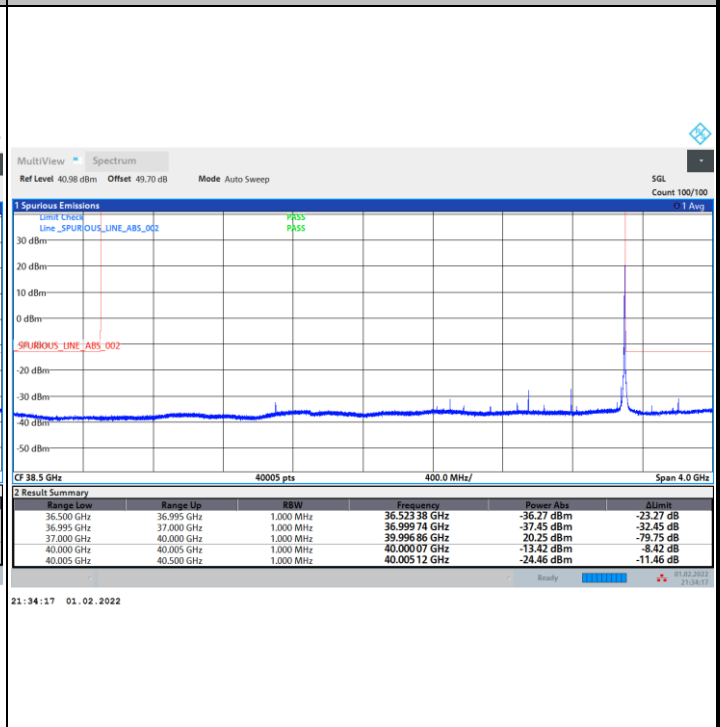 MultiView Spectrum
Ref Level 40.98 dBm Offset 49.70 dB Mode Auto Sweep SGL
Count 100/100
1 Spurious Emissions 1 Avg
Limit Check PASS
Line _SPURIOUS_LINE_ABS_002 PASS
30 dBm
20 dBm
10 dBm
0 dBm
_SPURIOUS_LINE_ABS_002
-20 dBm
-30 dBm
-40 dBm
-50 dBm
CF 38.5 GHz 40005 pts 400.0 MHz/ Span 4.0 GHz
2 Result Summary
Range Low Range Up RBW Frequency Power Abs ΔLimit
36.500 GHz 36.995 GHz 1.000 MHz 36.523 38 GHz -36.27 dBm -23.27 dB
36.995 GHz 37.000 GHz 1.000 MHz 36.999 74 GHz -37.45 dBm -32.45 dB
37.000 GHz 40.000 GHz 1.000 MHz 39.996 86 GHz 20.25 dBm -79.75 dB
40.000 GHz 40.005 GHz 1.000 MHz 40.000 07 GHz -13.42 dBm -8.42 dB
40.005 GHz 40.500 GHz 1.000 MHz 40.005 12 GHz -24.46 dBm -11.46 dB
Ready 01.02.2022
21:34:17
21:34:17 01.02.2022